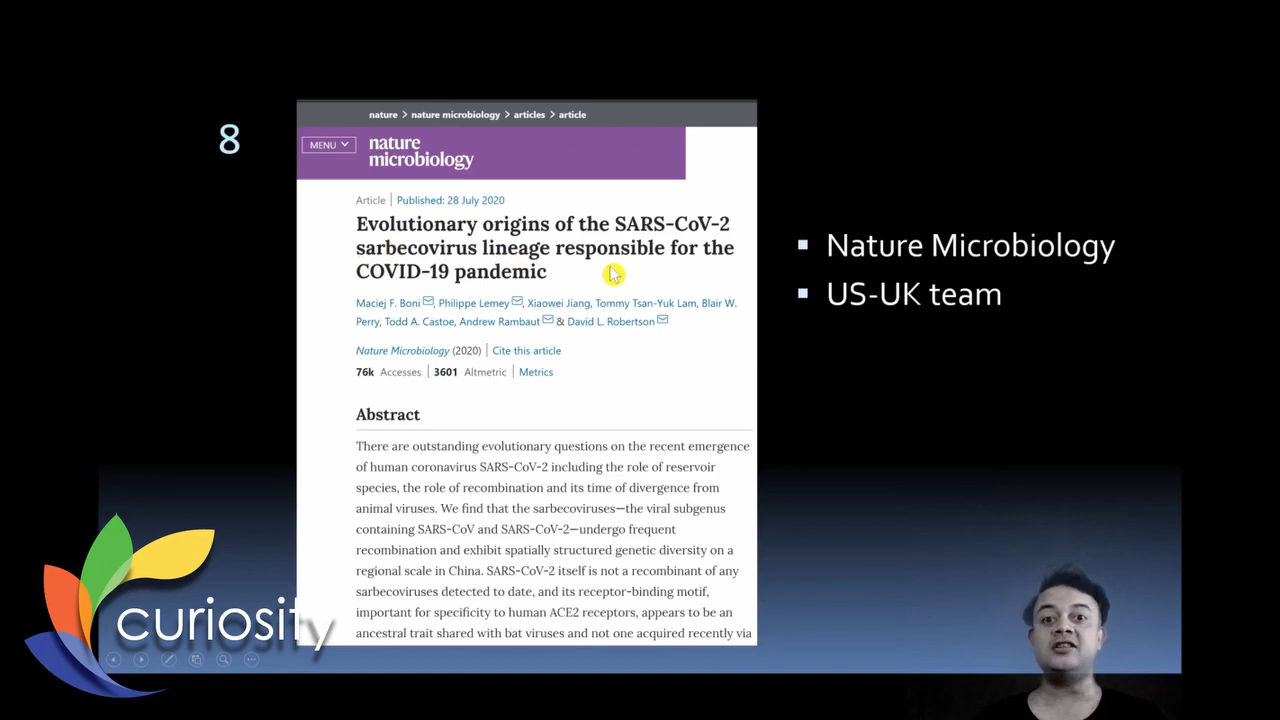 8
nature > nature microbiology > articles > article
MENU
nature
microbiology
Article | Published: 28 July 2020
Evolutionary origins of the SARS-CoV-2
sarbecovirus lineage responsible for the
COVID-19 pandemic
Maciej F. Boni, Philippe Lemey, Xiaowei Jiang, Tommy Tsan-Yuk Lam, Blair W.
Perry, Todd A. Castoe, Andrew Rambaut & David L. Robertson
Nature Microbiology (2020) | Cite this article
76k Accesses | 3601 Altmetric | Metrics
Abstract
There are outstanding evolutionary questions on the recent emergence
of human coronavirus SARS-CoV-2 including the role of reservoir
species, the role of recombination and its time of divergence from
animal viruses. We find that the sarbecoviruses—the viral subgenus
containing SARS-CoV and SARS-CoV-2—undergo frequent
recombination and exhibit spatially structured genetic diversity on a
regional scale in China. SARS-CoV-2 itself is not a recombinant of any
sarbecoviruses detected to date, and its receptor-binding motif,
important for specificity to human ACE2 receptors, appears to be an
ancestral trait shared with bat viruses and not one acquired recently via
▪ Nature Microbiology
▪ US-UK team
curiosity